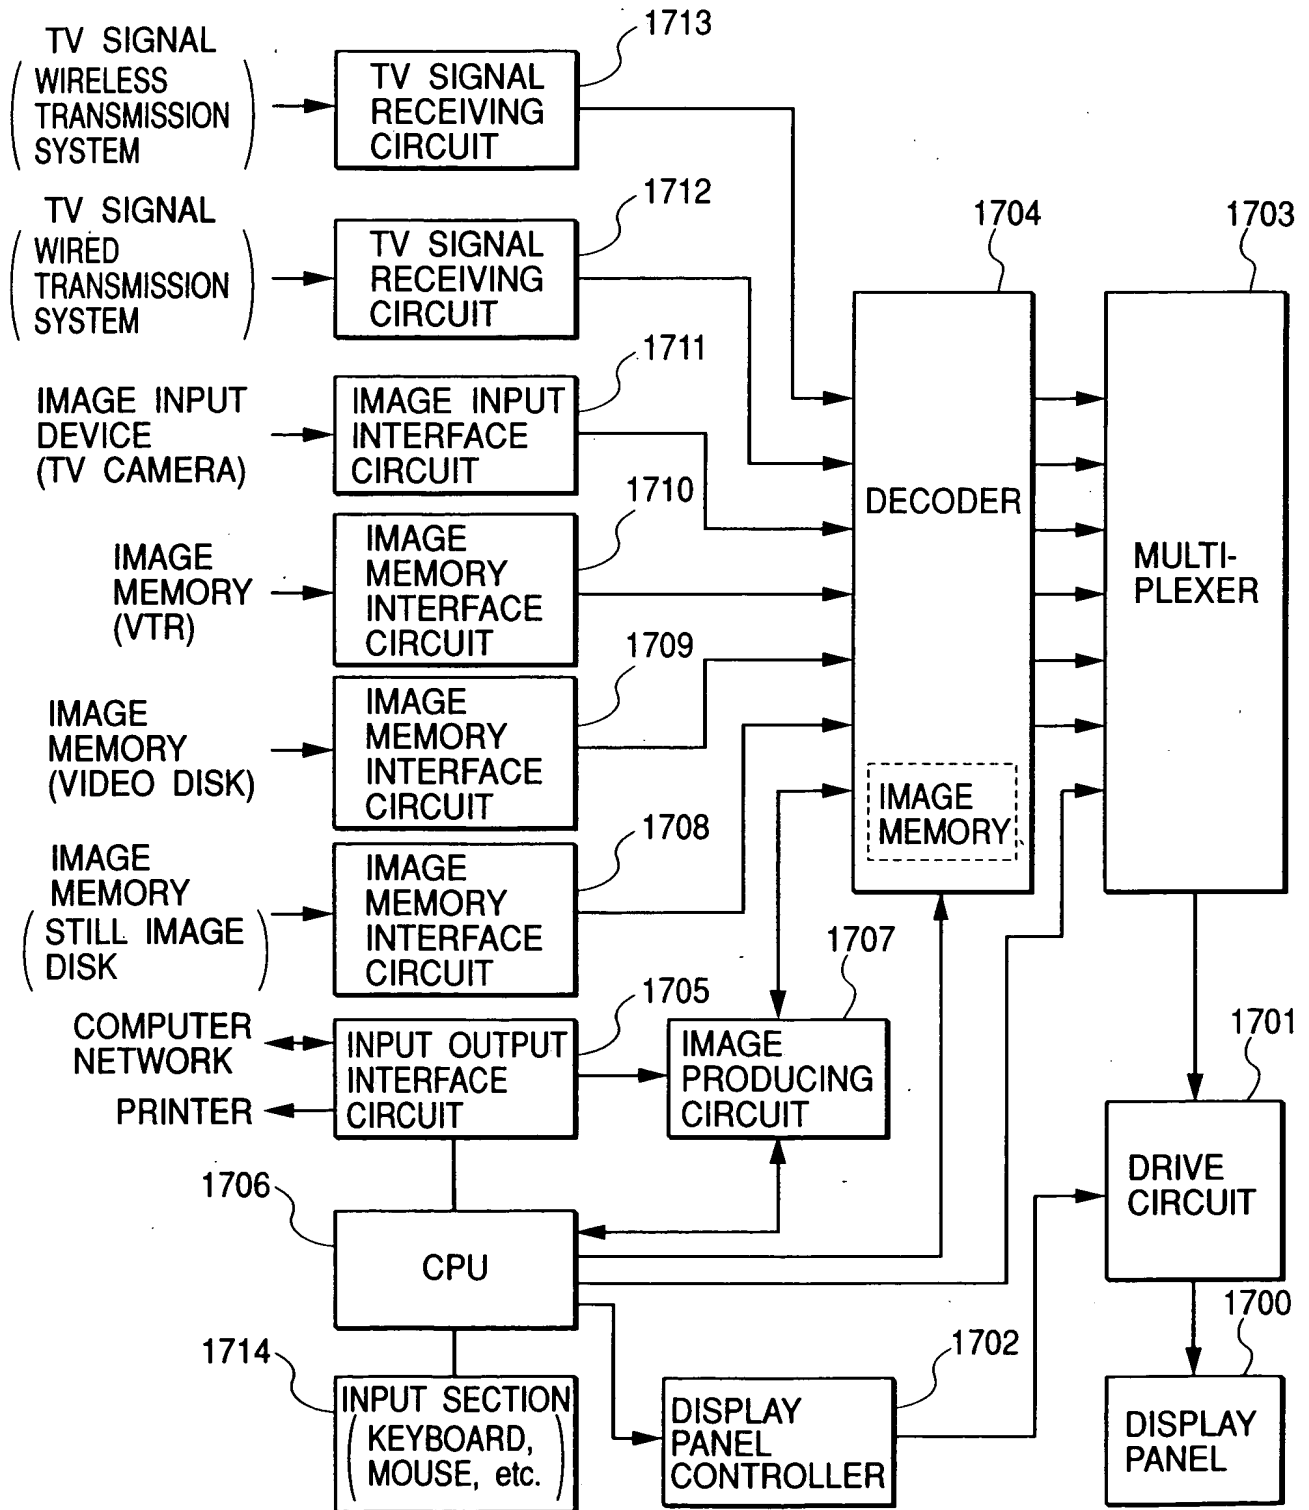 1713
TV SIGNAL
WIRELESS
TRANSMISSION
SYSTEM
TV SIGNAL
RECEIVING
CIRCUIT
1712
TV SIGNAL
WIRED
TRANSMISSION
SYSTEM
TV SIGNAL
RECEIVING
CIRCUIT
1704
1703
1711
IMAGE INPUT
DEVICE
(TV CAMERA)
IMAGE INPUT
INTERFACE
CIRCUIT
1710
DECODER
IMAGE
MEMORY
(VTR)
IMAGE
MEMORY
INTERFACE
CIRCUIT
MULTI-
PLEXER
1709
IMAGE
MEMORY
(VIDEO DISK)
IMAGE
MEMORY
INTERFACE
CIRCUIT
IMAGE
MEMORY
1708
IMAGE
MEMORY
(STILL IMAGE
DISK)
IMAGE
MEMORY
INTERFACE
CIRCUIT
1707
1705
COMPUTER
NETWORK
PRINTER
INPUT OUTPUT
INTERFACE
CIRCUIT
IMAGE
PRODUCING
CIRCUIT
1701
DRIVE
CIRCUIT
1706
CPU
1700
1714
INPUT SECTION
(KEYBOARD,
MOUSE, etc.)
1702
DISPLAY
PANEL
CONTROLLER
DISPLAY
PANEL